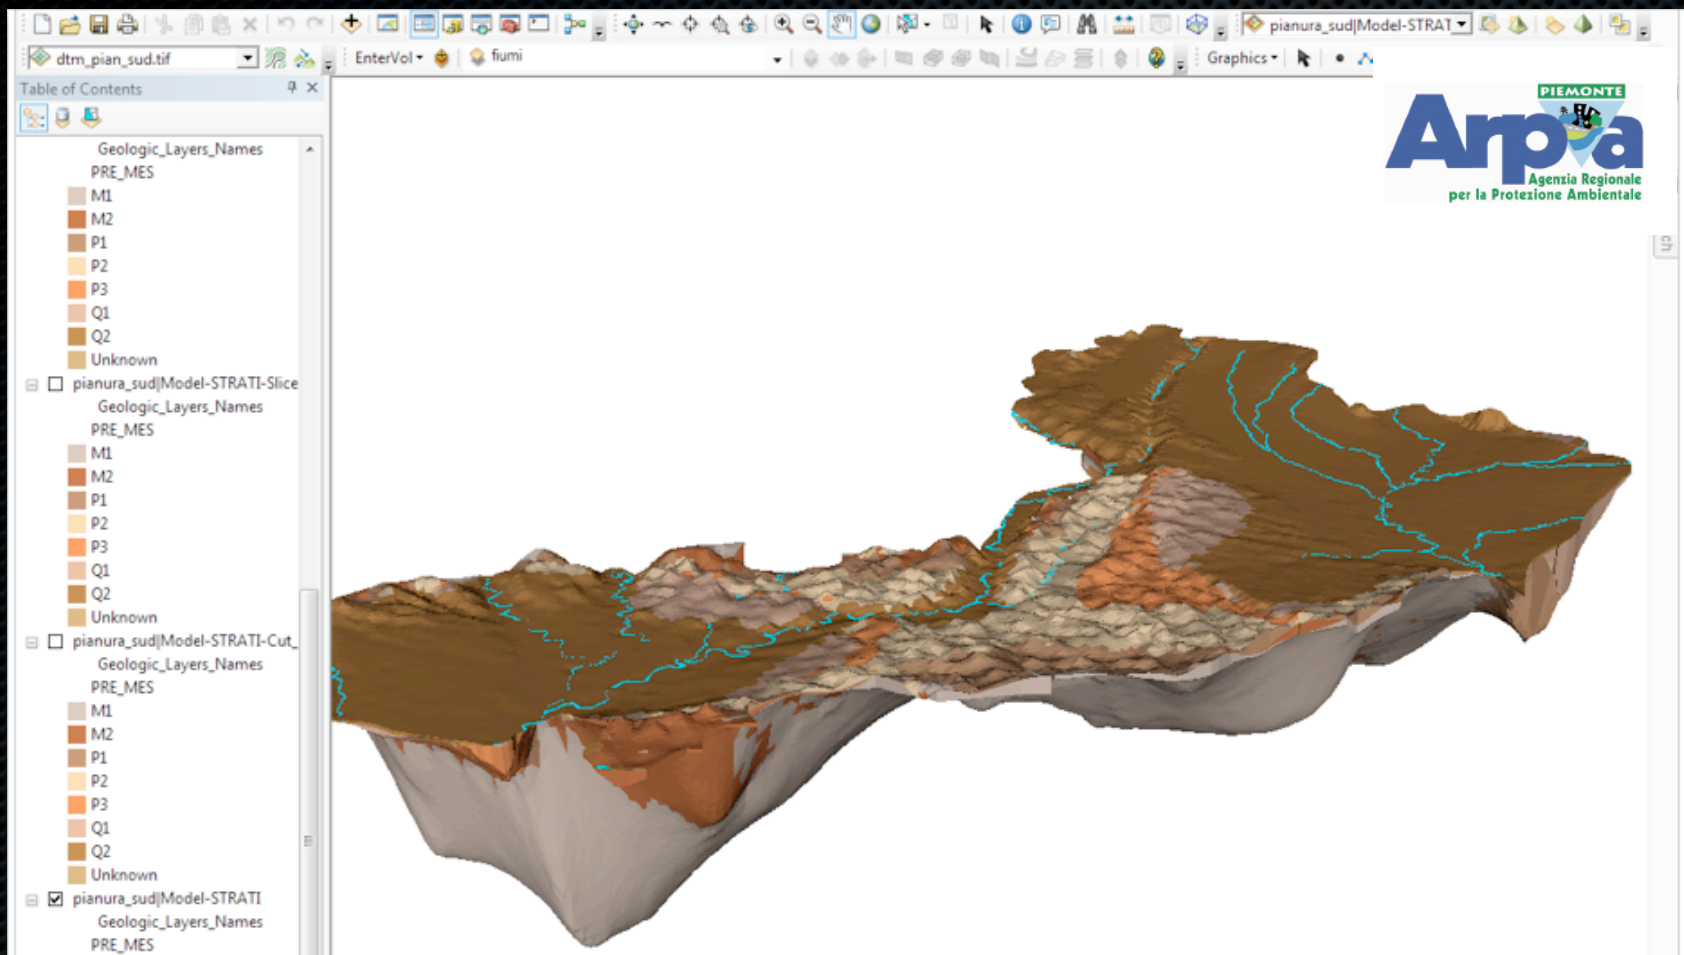 pianura_sud|Model-STRAT
dtm_pian_sud.tif
EnterVol
fiumi
Graphics
Table of Contents
PIEMONTE
Arpa
Agenzia Regionale
per la Protezione Ambientale
ch
Geologic_Layers_Names
PRE_MES
M1
M2
P1
P2
P3
Q1
Q2
Unknown
pianura_sud|Model-STRATI-Slice
Geologic_Layers_Names
PRE_MES
M1
M2
P1
P2
P3
Q1
Q2
Unknown
pianura_sud|Model-STRATI-Cut_
Geologic_Layers_Names
PRE_MES
M1
M2
P1
P2
P3
Q1
Q2
Unknown
pianura_sud|Model-STRATI
Geologic_Layers_Names
PRE_MES